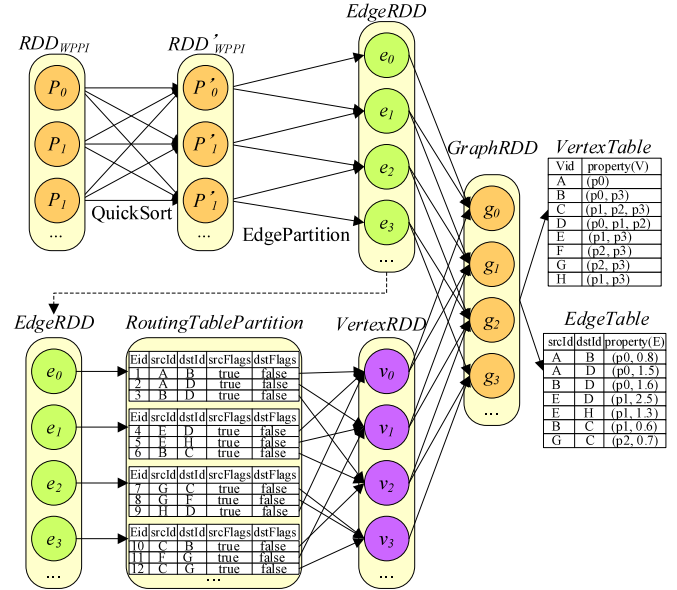 EdgeRDD
RDD_WPPI
RDD'_WPPI
P0
P1
P1
...
P'0
P'1
P'1
...
QuickSort
EdgePartition
e0
e1
e2
e3
...
GraphRDD
g0
g1
g2
g3
...
VertexTable
Vid property(V)
A (p0)
B (p0, p3)
C (p1, p2, p3)
D (p0, p1, p2)
E (p1, p3)
F (p2, p3)
G (p2, p3)
H (p1, p3)
EdgeTable
srcId dstId property(E)
A B (p0, 0.8)
A D (p0, 1.5)
B D (p0, 1.6)
E D (p1, 2.5)
E H (p1, 1.3)
B C (p1, 0.6)
G C (p2, 0.7)
EdgeRDD
e0
e1
e2
e3
...
RoutingTablePartition
Eid srcId dstId srcFlags dstFlags
1 A B true false
2 A D true false
3 B D true false
Eid srcId dstId srcFlags dstFlags
4 E D true false
5 E H true false
6 B C true false
Eid srcId dstId srcFlags dstFlags
7 G C true false
8 G F true false
9 H D true false
Eid srcId dstId srcFlags dstFlags
10 C B true false
11 F G true false
12 C G true false
...
VertexRDD
v0
v1
v2
v3
...